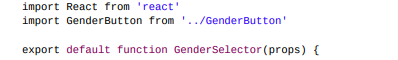 import React from 'react'
import GenderButton from '../GenderButton'
export default function GenderSelector(props) {